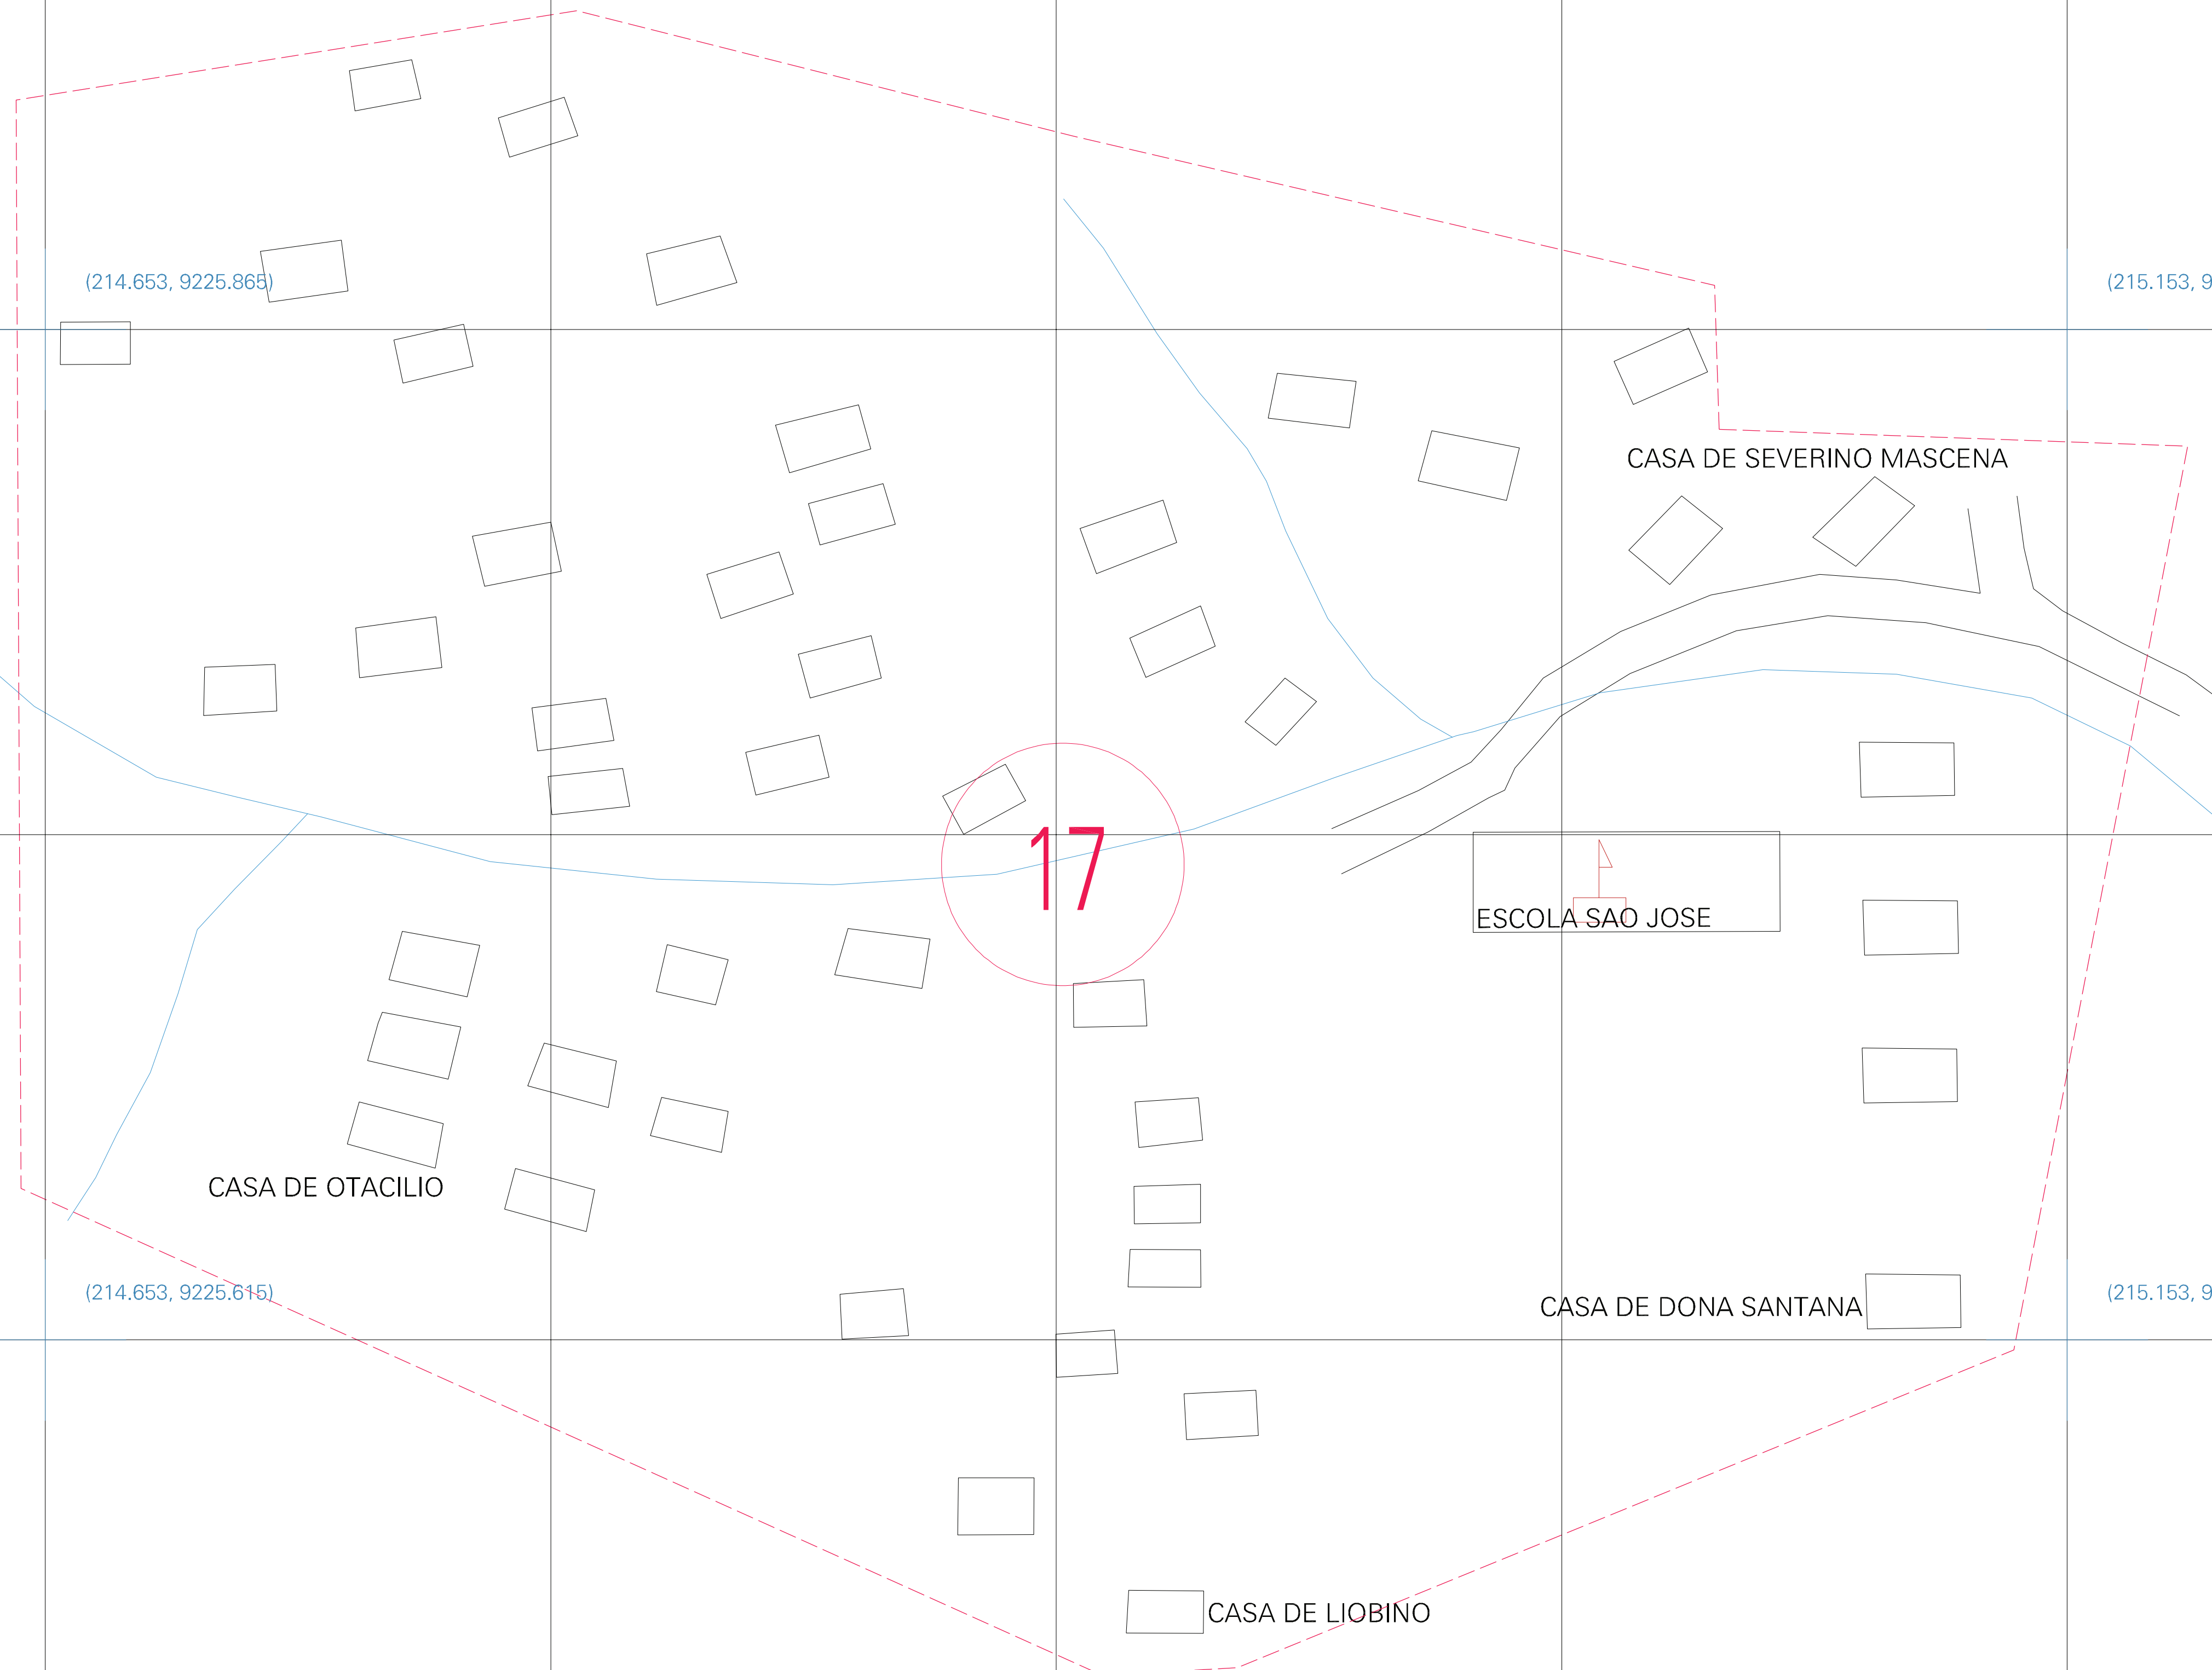 (214.653, 9225.865)
(215.153, 9
CASA DE SEVERINO MASCENA
17
ESCOLA SAO JOSE
CASA DE OTACILIO
(214.653, 9225.615)
(215.153, 9
CASA DE DONA SANTANA
CASA DE LIOBINO